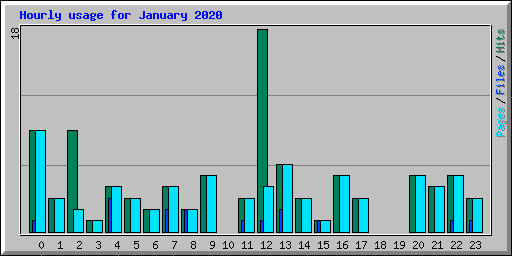 Hourly usage for January 2020
18
Pages/Files/Hits
0 1 2 3 4 5 6 7 8 9 10 11 12 13 14 15 16 17 18 19 20 21 22 23